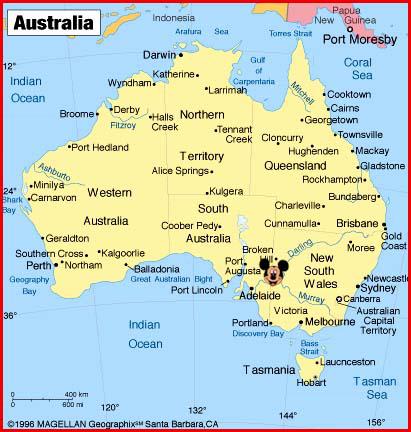 Australia
Indonesia
Papua
New Guinea
Port Moresby
Arafura Sea
Torres Strait
Darwin
Coral
Sea
Indian
Ocean
12°
Katherine
Gulf
of
Carpentaria
Wyndham
Larrimah
Mitchell
Cooktown
Cairns
Georgetown
Derby
Broome
Fitzroy
Halls
Creek
Northern
Tennant
Creek
Townsville
Cloncurry
Hughenden
Mackay
Port Hedland
Territory
Queensland
Gladstone
Ashburto
Alice Springs
Rockhampton
Minilya
Bundaberg
24°
24°
Shark
Bay
Carnarvon
Western
Kulgera
South
Charleville
Australia
Coober Pedy
Australia
Cunnamulla
Brisbane
Gold
Coast
Geraldton
Broken
Hill
Darling
Moree
Southern Cross
Kalgoorlie
Port
Augusta
New
South
Wales
Perth
Northam
Balladonia
Newcastle
Geography
Bay
Great Australian Bight
Port Lincoln
Adelaide
Murray
Sydney
Canberra
36°
36°
Victoria
Australian
Capital
Territory
Indian
Ocean
Portland
Melbourne
Discovery Bay
Bass
Strait
Launcneston
Tasmania
Hobart
Tasman
Sea
0 400 mi
0 600 km
120°
132°
144°
156°
©1996 MAGELLAN Geographix℠ Santa Barbara,CA